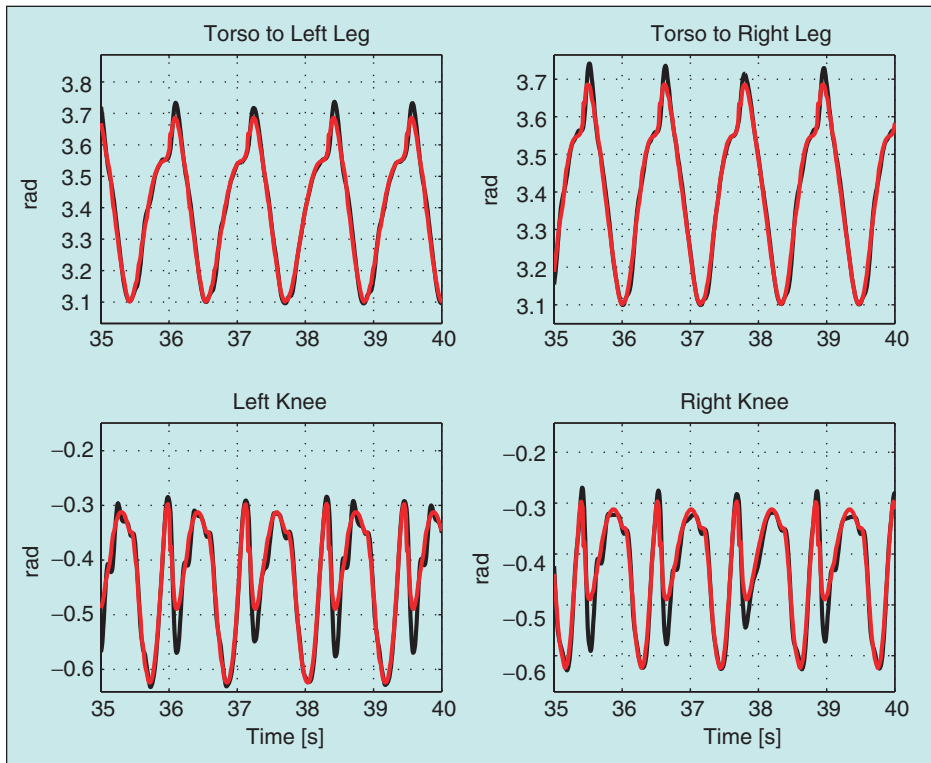 Torso to Left Leg
Torso to Right Leg
rad
3.8
3.7
3.6
3.5
3.4
3.3
3.2
3.1
35 36 37 38 39 40
rad
3.7
3.6
3.5
3.4
3.3
3.2
3.1
35 36 37 38 39 40
Left Knee
Right Knee
rad
−0.2
−0.3
−0.4
−0.5
−0.6
35 36 37 38 39 40
Time [s]
rad
−0.2
−0.3
−0.4
−0.5
−0.6
35 36 37 38 39 40
Time [s]